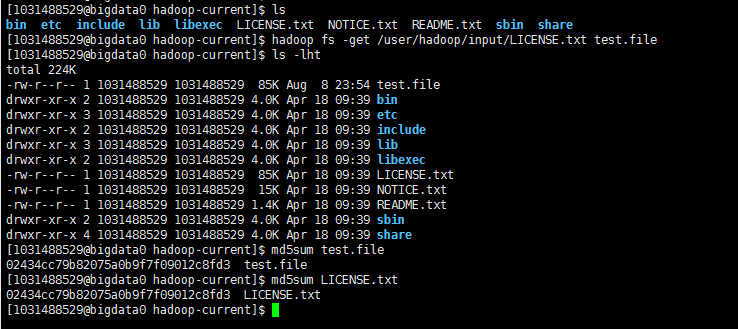 [1031488529@bigdata0 hadoop-current]$ ls
bin  etc  include  lib  libexec  LICENSE.txt  NOTICE.txt  README.txt  sbin  share
[1031488529@bigdata0 hadoop-current]$ hadoop fs -get /user/hadoop/input/LICENSE.txt test.file
[1031488529@bigdata0 hadoop-current]$ ls -lht
total 224K
-rw-r--r-- 1 1031488529 1031488529  85K Aug  8 23:54 test.file
drwxr-xr-x 2 1031488529 1031488529 4.0K Apr 18 09:39 bin
drwxr-xr-x 3 1031488529 1031488529 4.0K Apr 18 09:39 etc
drwxr-xr-x 2 1031488529 1031488529 4.0K Apr 18 09:39 include
drwxr-xr-x 3 1031488529 1031488529 4.0K Apr 18 09:39 lib
drwxr-xr-x 2 1031488529 1031488529 4.0K Apr 18 09:39 libexec
-rw-r--r-- 1 1031488529 1031488529  85K Apr 18 09:39 LICENSE.txt
-rw-r--r-- 1 1031488529 1031488529  15K Apr 18 09:39 NOTICE.txt
-rw-r--r-- 1 1031488529 1031488529 1.4K Apr 18 09:39 README.txt
drwxr-xr-x 2 1031488529 1031488529 4.0K Apr 18 09:39 sbin
drwxr-xr-x 4 1031488529 1031488529 4.0K Apr 18 09:39 share
[1031488529@bigdata0 hadoop-current]$ md5sum test.file
02434cc79b82075a0b9f7f09012c8fd3  test.file
[1031488529@bigdata0 hadoop-current]$ md5sum LICENSE.txt
02434cc79b82075a0b9f7f09012c8fd3  LICENSE.txt
[1031488529@bigdata0 hadoop-current]$